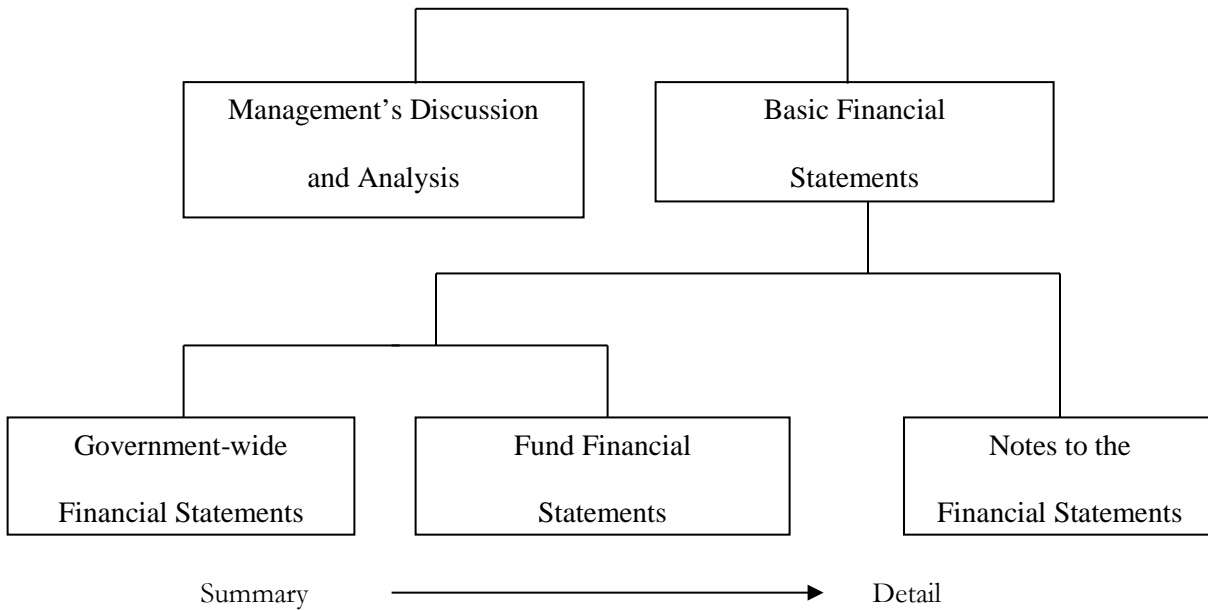 Management’s Discussion
and Analysis
Basic Financial
Statements
Government-wide
Financial Statements
Fund Financial
Statements
Notes to the
Financial Statements
Summary
Detail